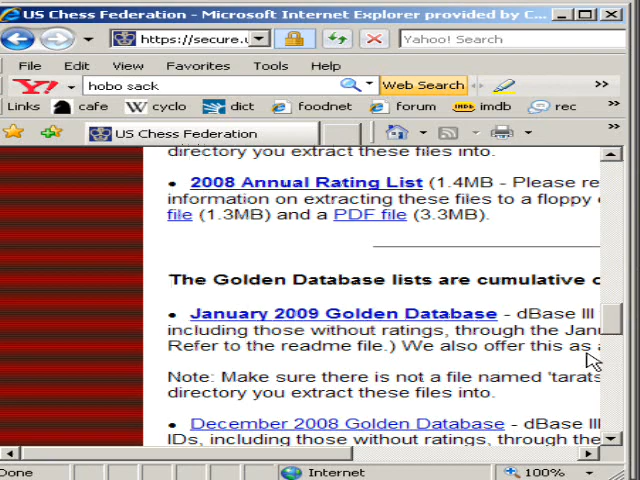 US Chess Federation - Microsoft Internet Explorer provided by C...
https://secure.u
Yahoo! Search
File Edit View Favorites Tools Help
Y! hobo sack Web Search »
Links cafe W cyclo dict foodnet forum imdb rec »
US Chess Federation »
directory you extract these files into.
• 2008 Annual Rating List (1.4MB - Please re
information on extracting these files to a floppy
file (1.3MB) and a PDF file (3.3MB).
The Golden Database lists are cumulative
• January 2009 Golden Database - dBase III
including those without ratings, through the Janu
Refer to the readme file.) We also offer this as
Note: Make sure there is not a file named 'tarats
directory you extract these files into.
• December 2008 Golden Database - dBase III
IDs, including those without ratings, through the
Done Internet 100%